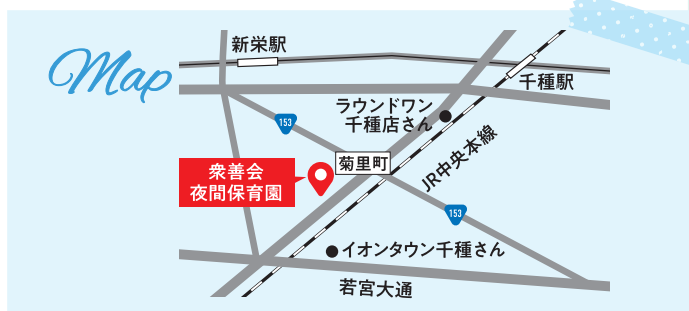 Map
新栄駅
千種駅
ラウンドワン
千種店さん
153
菊里町
JR中央本線
衆善会
夜間保育園
153
イオンタウン千種さん
若宮大通